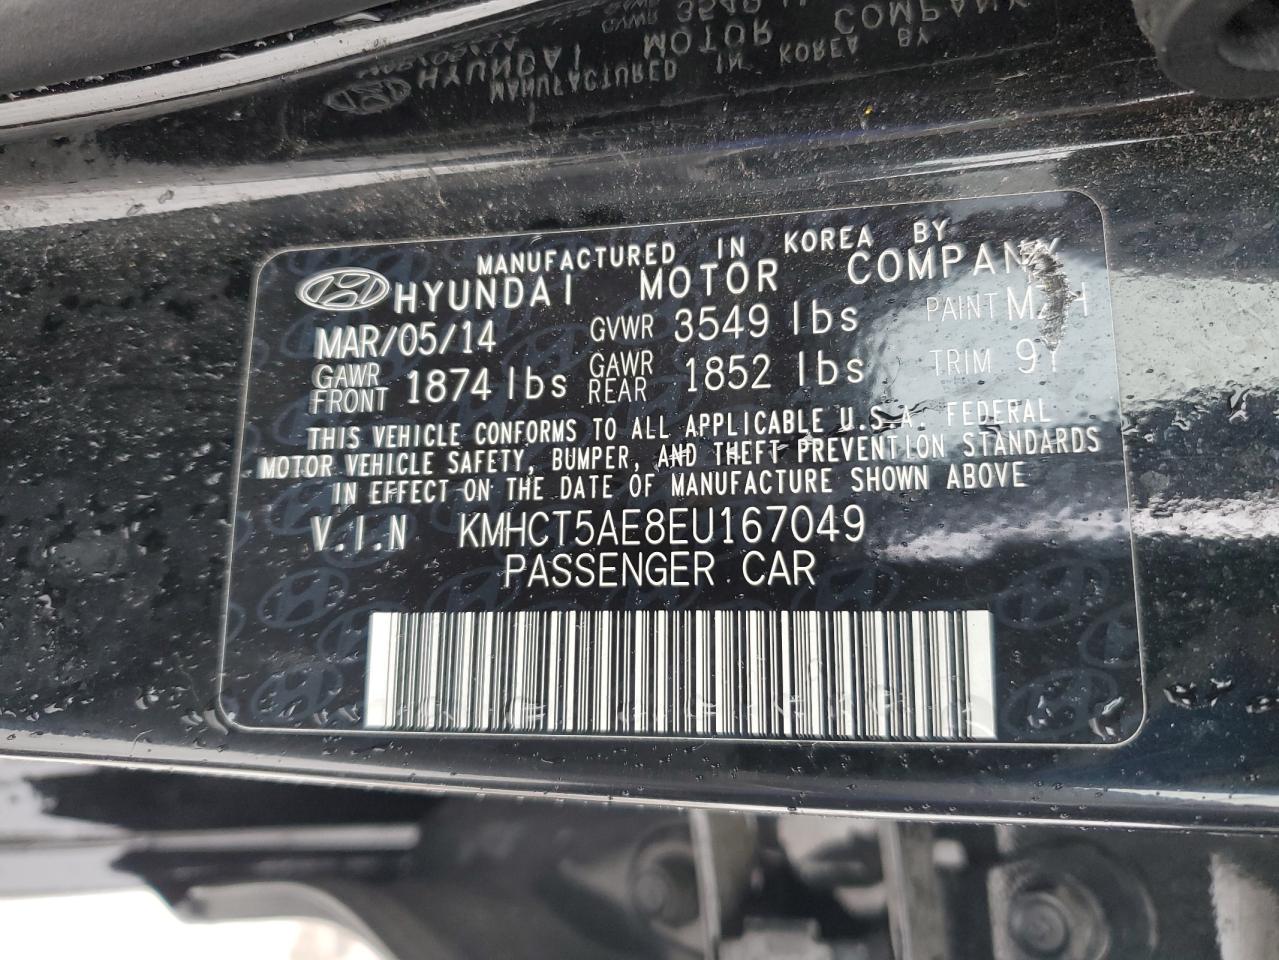 MANUFACTURED IN KOREA BY
HYUNDAI MOTOR COMPANY
MAR/05/14 GVWR 3549 lbs PAINT
GAWR FRONT 1874 lbs GAWR REAR 1852 lbs TRIM 9Y
THIS VEHICLE CONFORMS TO ALL APPLICABLE U.S.A. FEDERAL
MOTOR VEHICLE SAFETY, BUMPER, AND THEFT PREVENTION STANDARDS
IN EFFECT ON THE DATE OF MANUFACTURE SHOWN ABOVE
V.I.N KMHCT5AE8EU167049
PASSENGER CAR